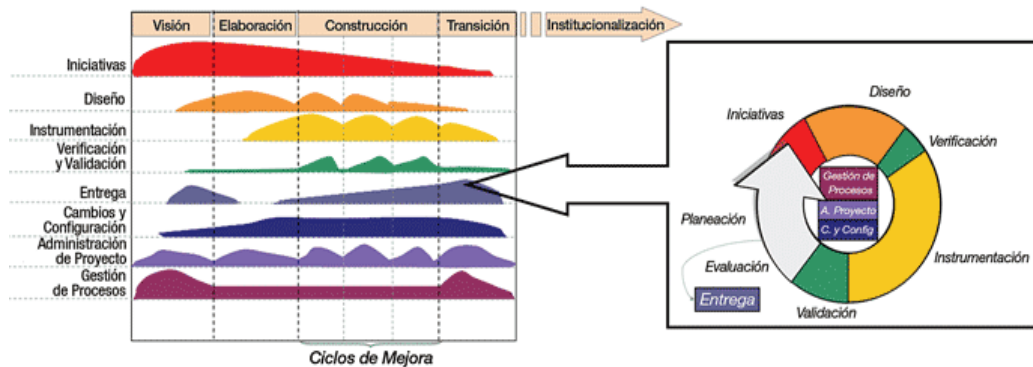 Visión
Elaboración
Construcción
Transición
Institucionalización
Iniciativas
Diseño
Instrumentación
Verificación
y Validación
Entrega
Cambios y
Configuración
Administración
de Proyecto
Gestión
de Procesos
Ciclos de Mejora
Diseño
Iniciativas
Verificación
Gestión de
Procesos
A. Proyecto
C. y Config
Planeación
Evaluación
Instrumentación
Entrega
Validación